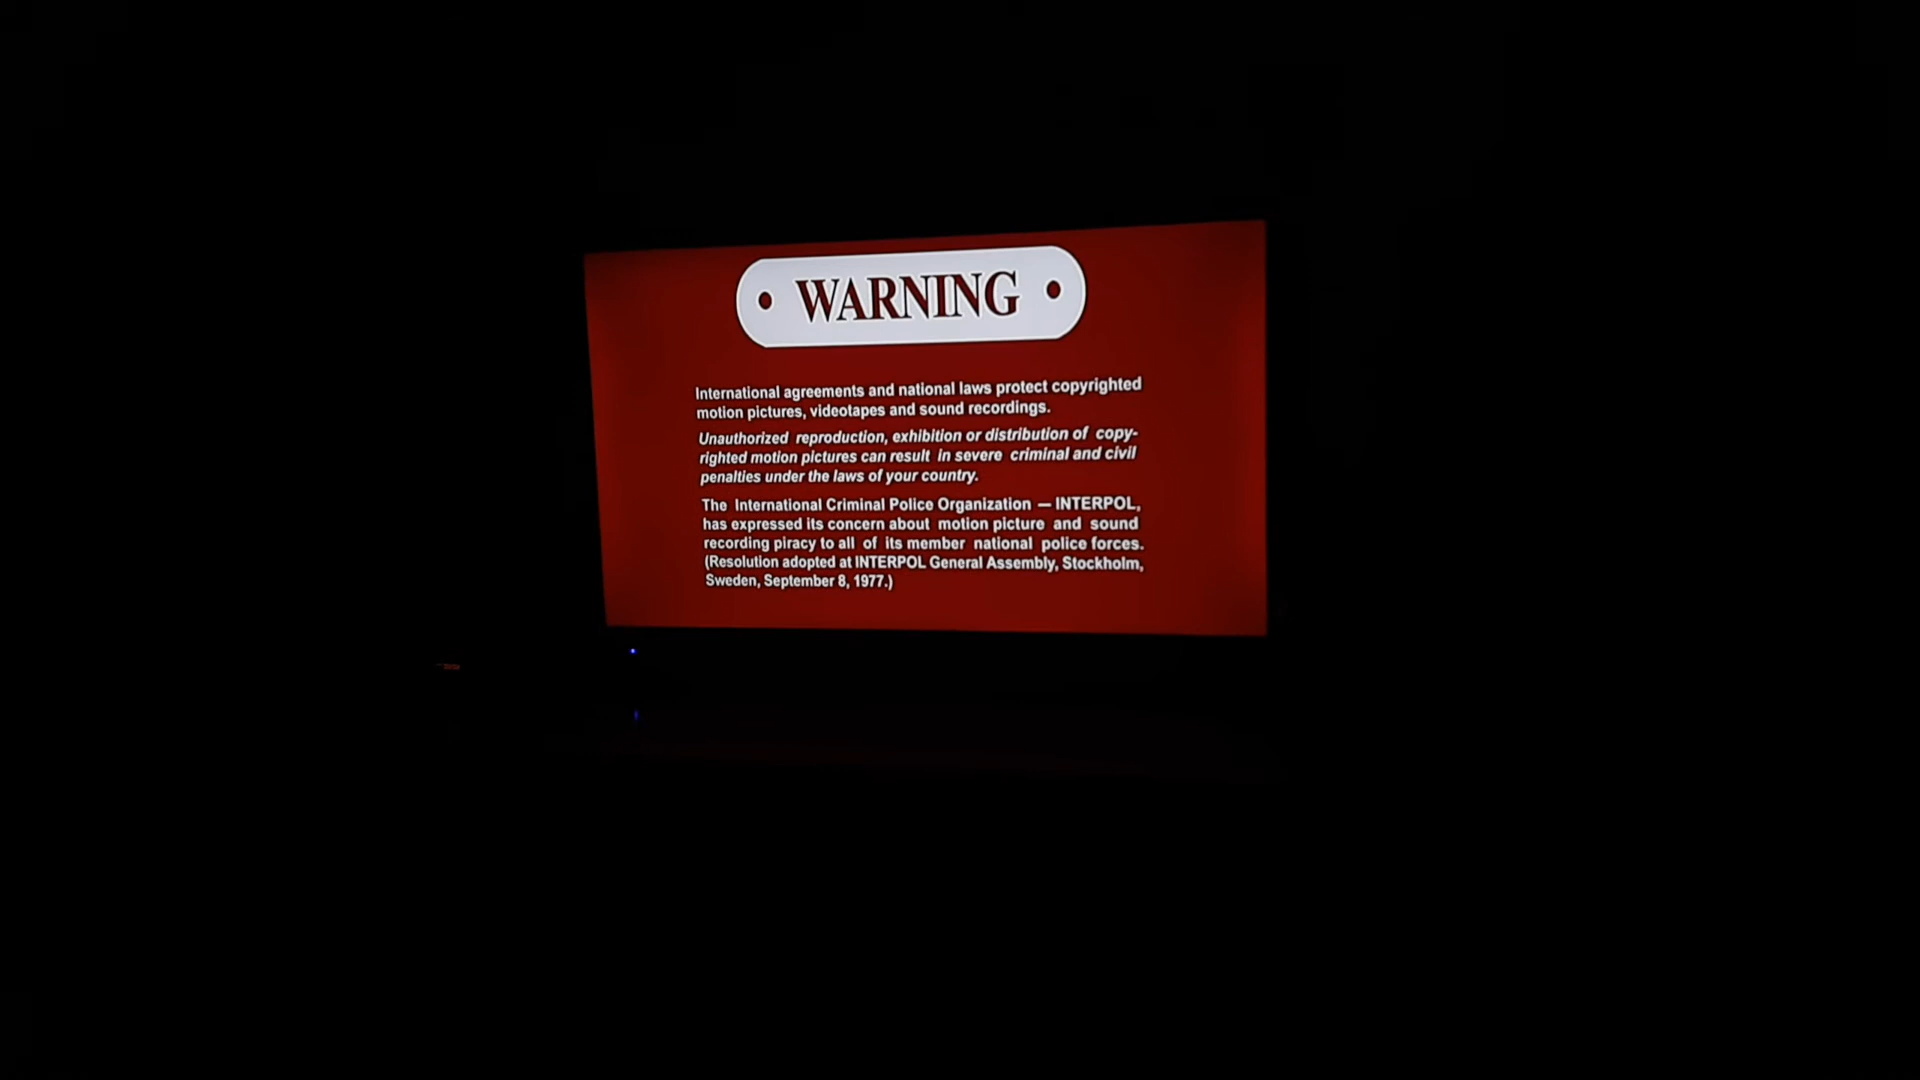 • WARNING •
International agreements and national laws protect copyrighted
motion pictures, videotapes and sound recordings.
Unauthorized reproduction, exhibition or distribution of copy-
righted motion pictures can result in severe criminal and civil
penalties under the laws of your country.
The International Criminal Police Organization — INTERPOL,
has expressed its concern about motion picture and sound
recording piracy to all of its member national police forces.
(Resolution adopted at INTERPOL General Assembly, Stockholm,
Sweden, September 8, 1977.)